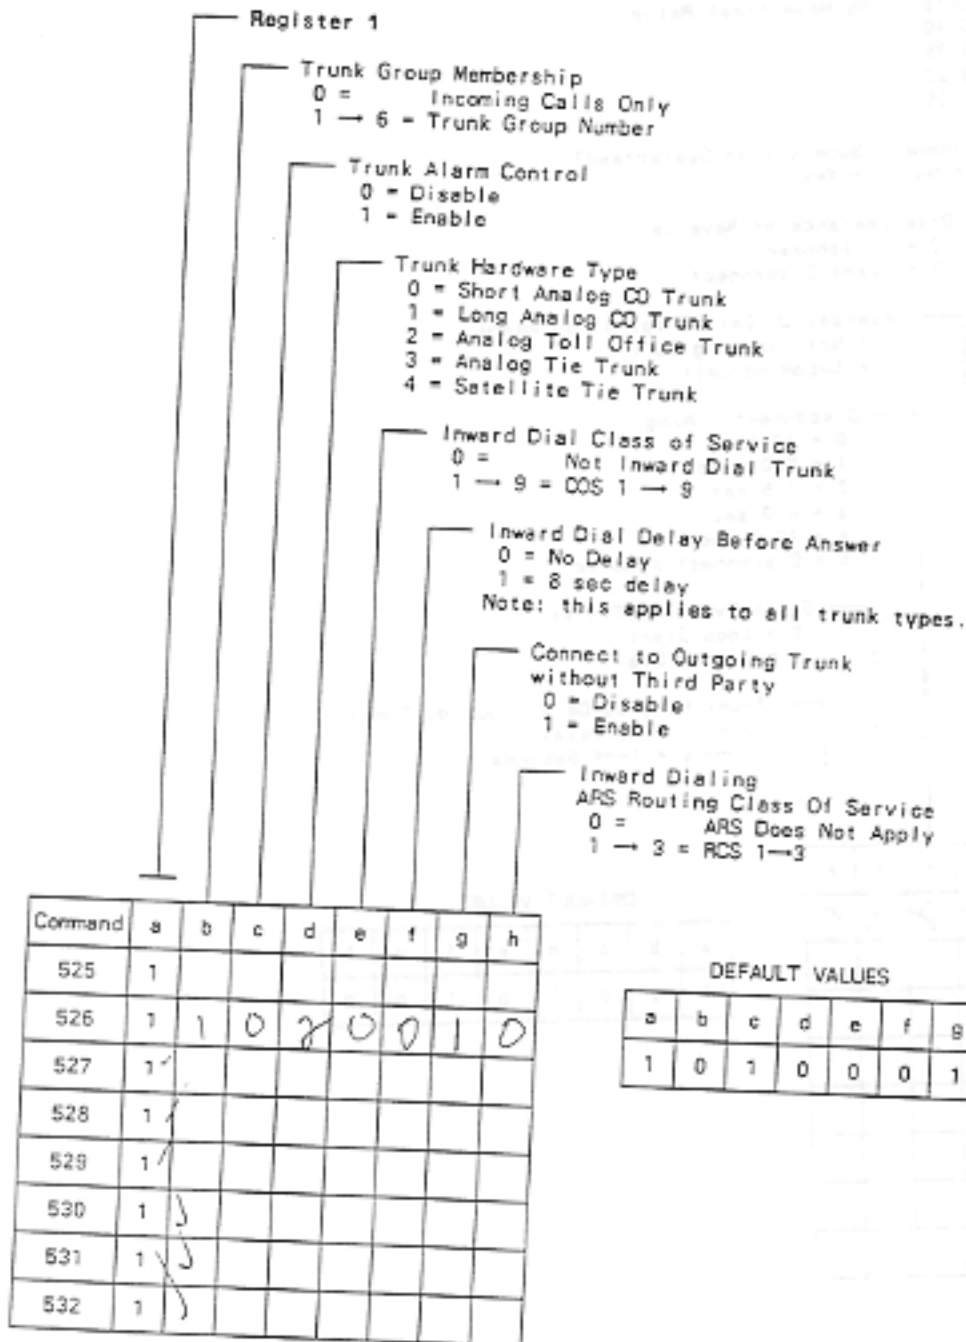 Register 1
Trunk Group Membership
0 = Incoming Calls Only
1 → 6 = Trunk Group Number
Trunk Alarm Control
0 = Disable
1 = Enable
Trunk Hardware Type
0 = Short Analog CO Trunk
1 = Long Analog CO Trunk
2 = Analog Toll Office Trunk
3 = Analog Tie Trunk
4 = Satellite Tie Trunk
Inward Dial Class of Service
0 = Not Inward Dial Trunk
1 → 9 = COS 1 → 9
Inward Dial Delay Before Answer
0 = No Delay
1 = 8 sec delay
Note: this applies to all trunk types.
Connect to Outgoing Trunk
without Third Party
0 = Disable
1 = Enable
Inward Dialing
ARS Routing Class Of Service
0 = ARS Does Not Apply
1 → 3 = RCS 1→3
Command a b c d e f g h
525 1
526 1 1 0 2 0 0 1 0
527 1
528 1
529 1
530 1
531 1
532 1
DEFAULT VALUES
a b c d e f g
1 0 1 0 0 0 1